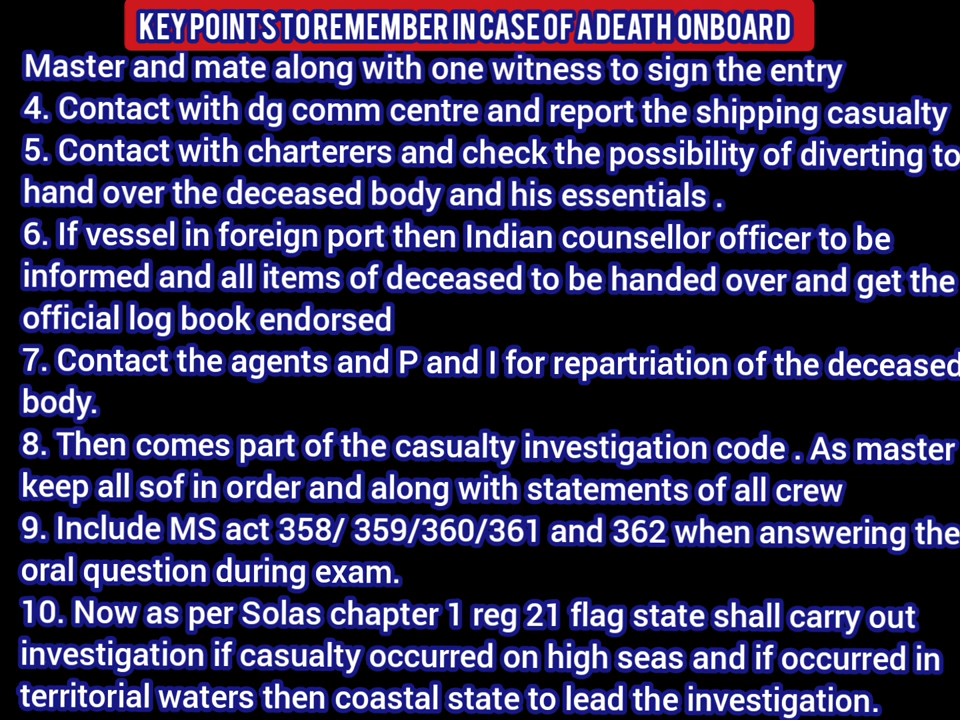 KEY POINTS TO REMEMBER IN CASE OF A DEATH ONBOARD
Master and mate along with one witness to sign the entry
4. Contact with dg comm centre and report the shipping casualty
5. Contact with charterers and check the possibility of diverting to
hand over the deceased body and his essentials .
6. If vessel in foreign port then Indian counsellor officer to be
informed and all items of deceased to be handed over and get the
official log book endorsed
7. Contact the agents and P and I for repartriation of the deceased
body.
8. Then comes part of the casualty investigation code . As master
keep all sof in order and along with statements of all crew
9. Include MS act 358/ 359/360/361 and 362 when answering the
oral question during exam.
10. Now as per Solas chapter 1 reg 21 flag state shall carry out
investigation if casualty occurred on high seas and if occurred in
territorial waters then coastal state to lead the investigation.